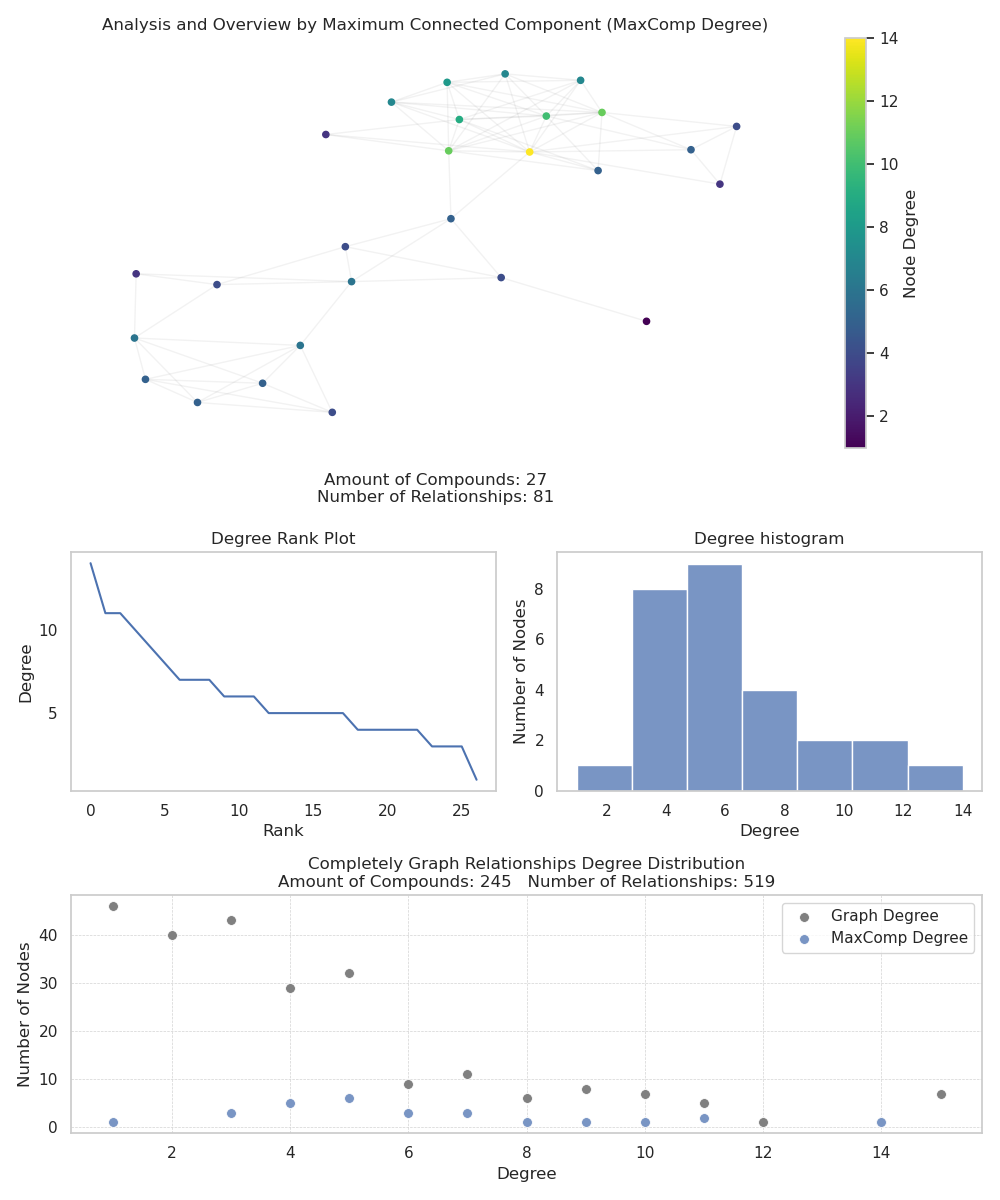 Analysis and Overview by Maximum Connected Component (MaxComp Degree)
14
12
10
8
6
4
2
Node Degree
Amount of Compounds: 27
Number of Relationships: 81
Degree Rank Plot
Degree
10
5
0 5 10 15 20 25
Rank
Degree histogram
Number of Nodes
8
6
4
2
0
2 4 6 8 10 12 14
Degree
Completely Graph Relationships Degree Distribution
Amount of Compounds: 245 Number of Relationships: 519
Number of Nodes
40
30
20
10
0
Graph Degree
MaxComp Degree
2 4 6 8 10 12 14
Degree